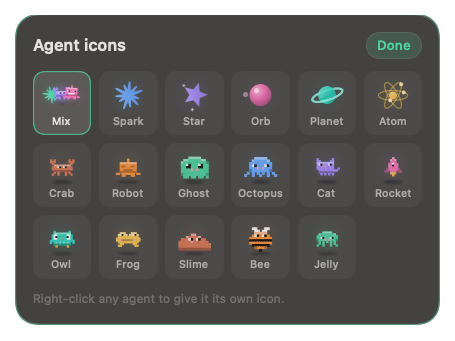 Agent icons
Done
Mix
Spark
Star
Orb
Planet
Atom
Crab
Robot
Ghost
Octopus
Cat
Rocket
Owl
Frog
Slime
Bee
Jelly
Right-click any agent to give it its own icon.